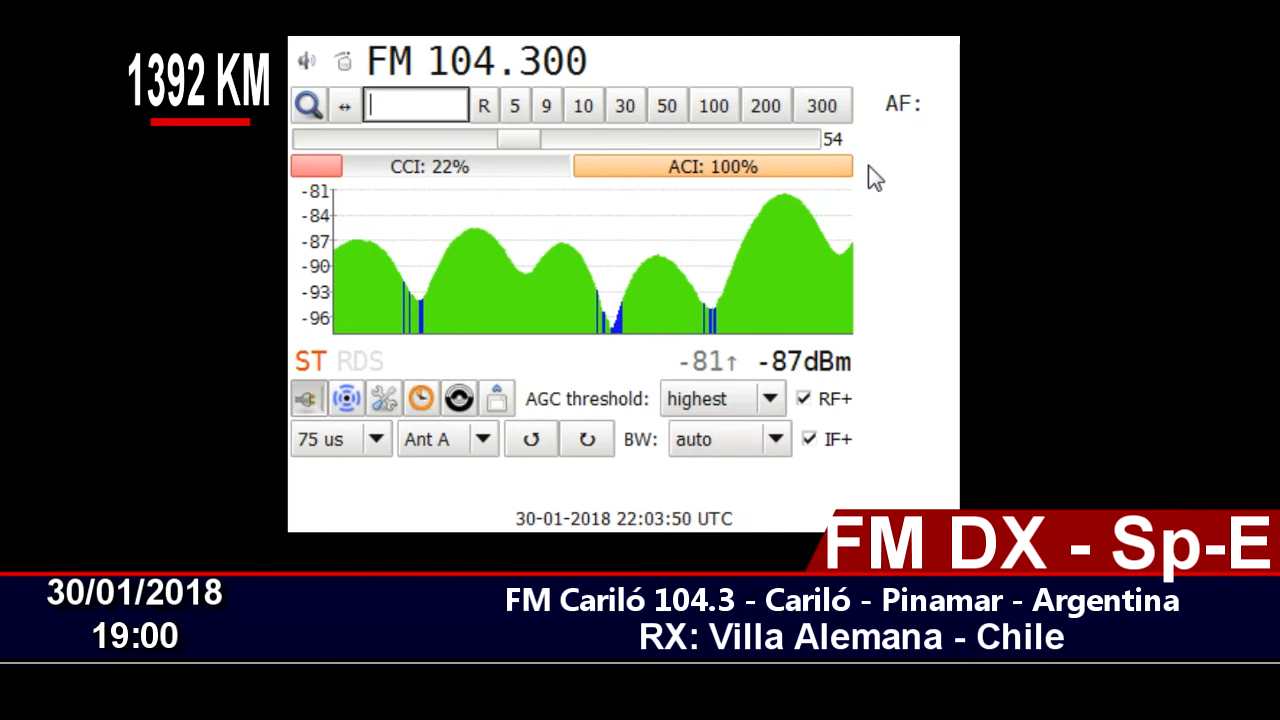 1392 KM
FM 104.300
↔ R 5 9 10 30 50 100 200 300 AF:
54
CCI: 22% ACI: 100%
-81
-84
-87
-90
-93
-96
ST RDS -81↑ -87dBm
AGC threshold: highest RF+
75 us Ant A ↺ ↻ BW: auto IF+
30-01-2018 22:03:50 UTC
FM DX - Sp-E
30/01/2018
19:00
FM Cariló 104.3 - Cariló - Pinamar - Argentina
RX: Villa Alemana - Chile